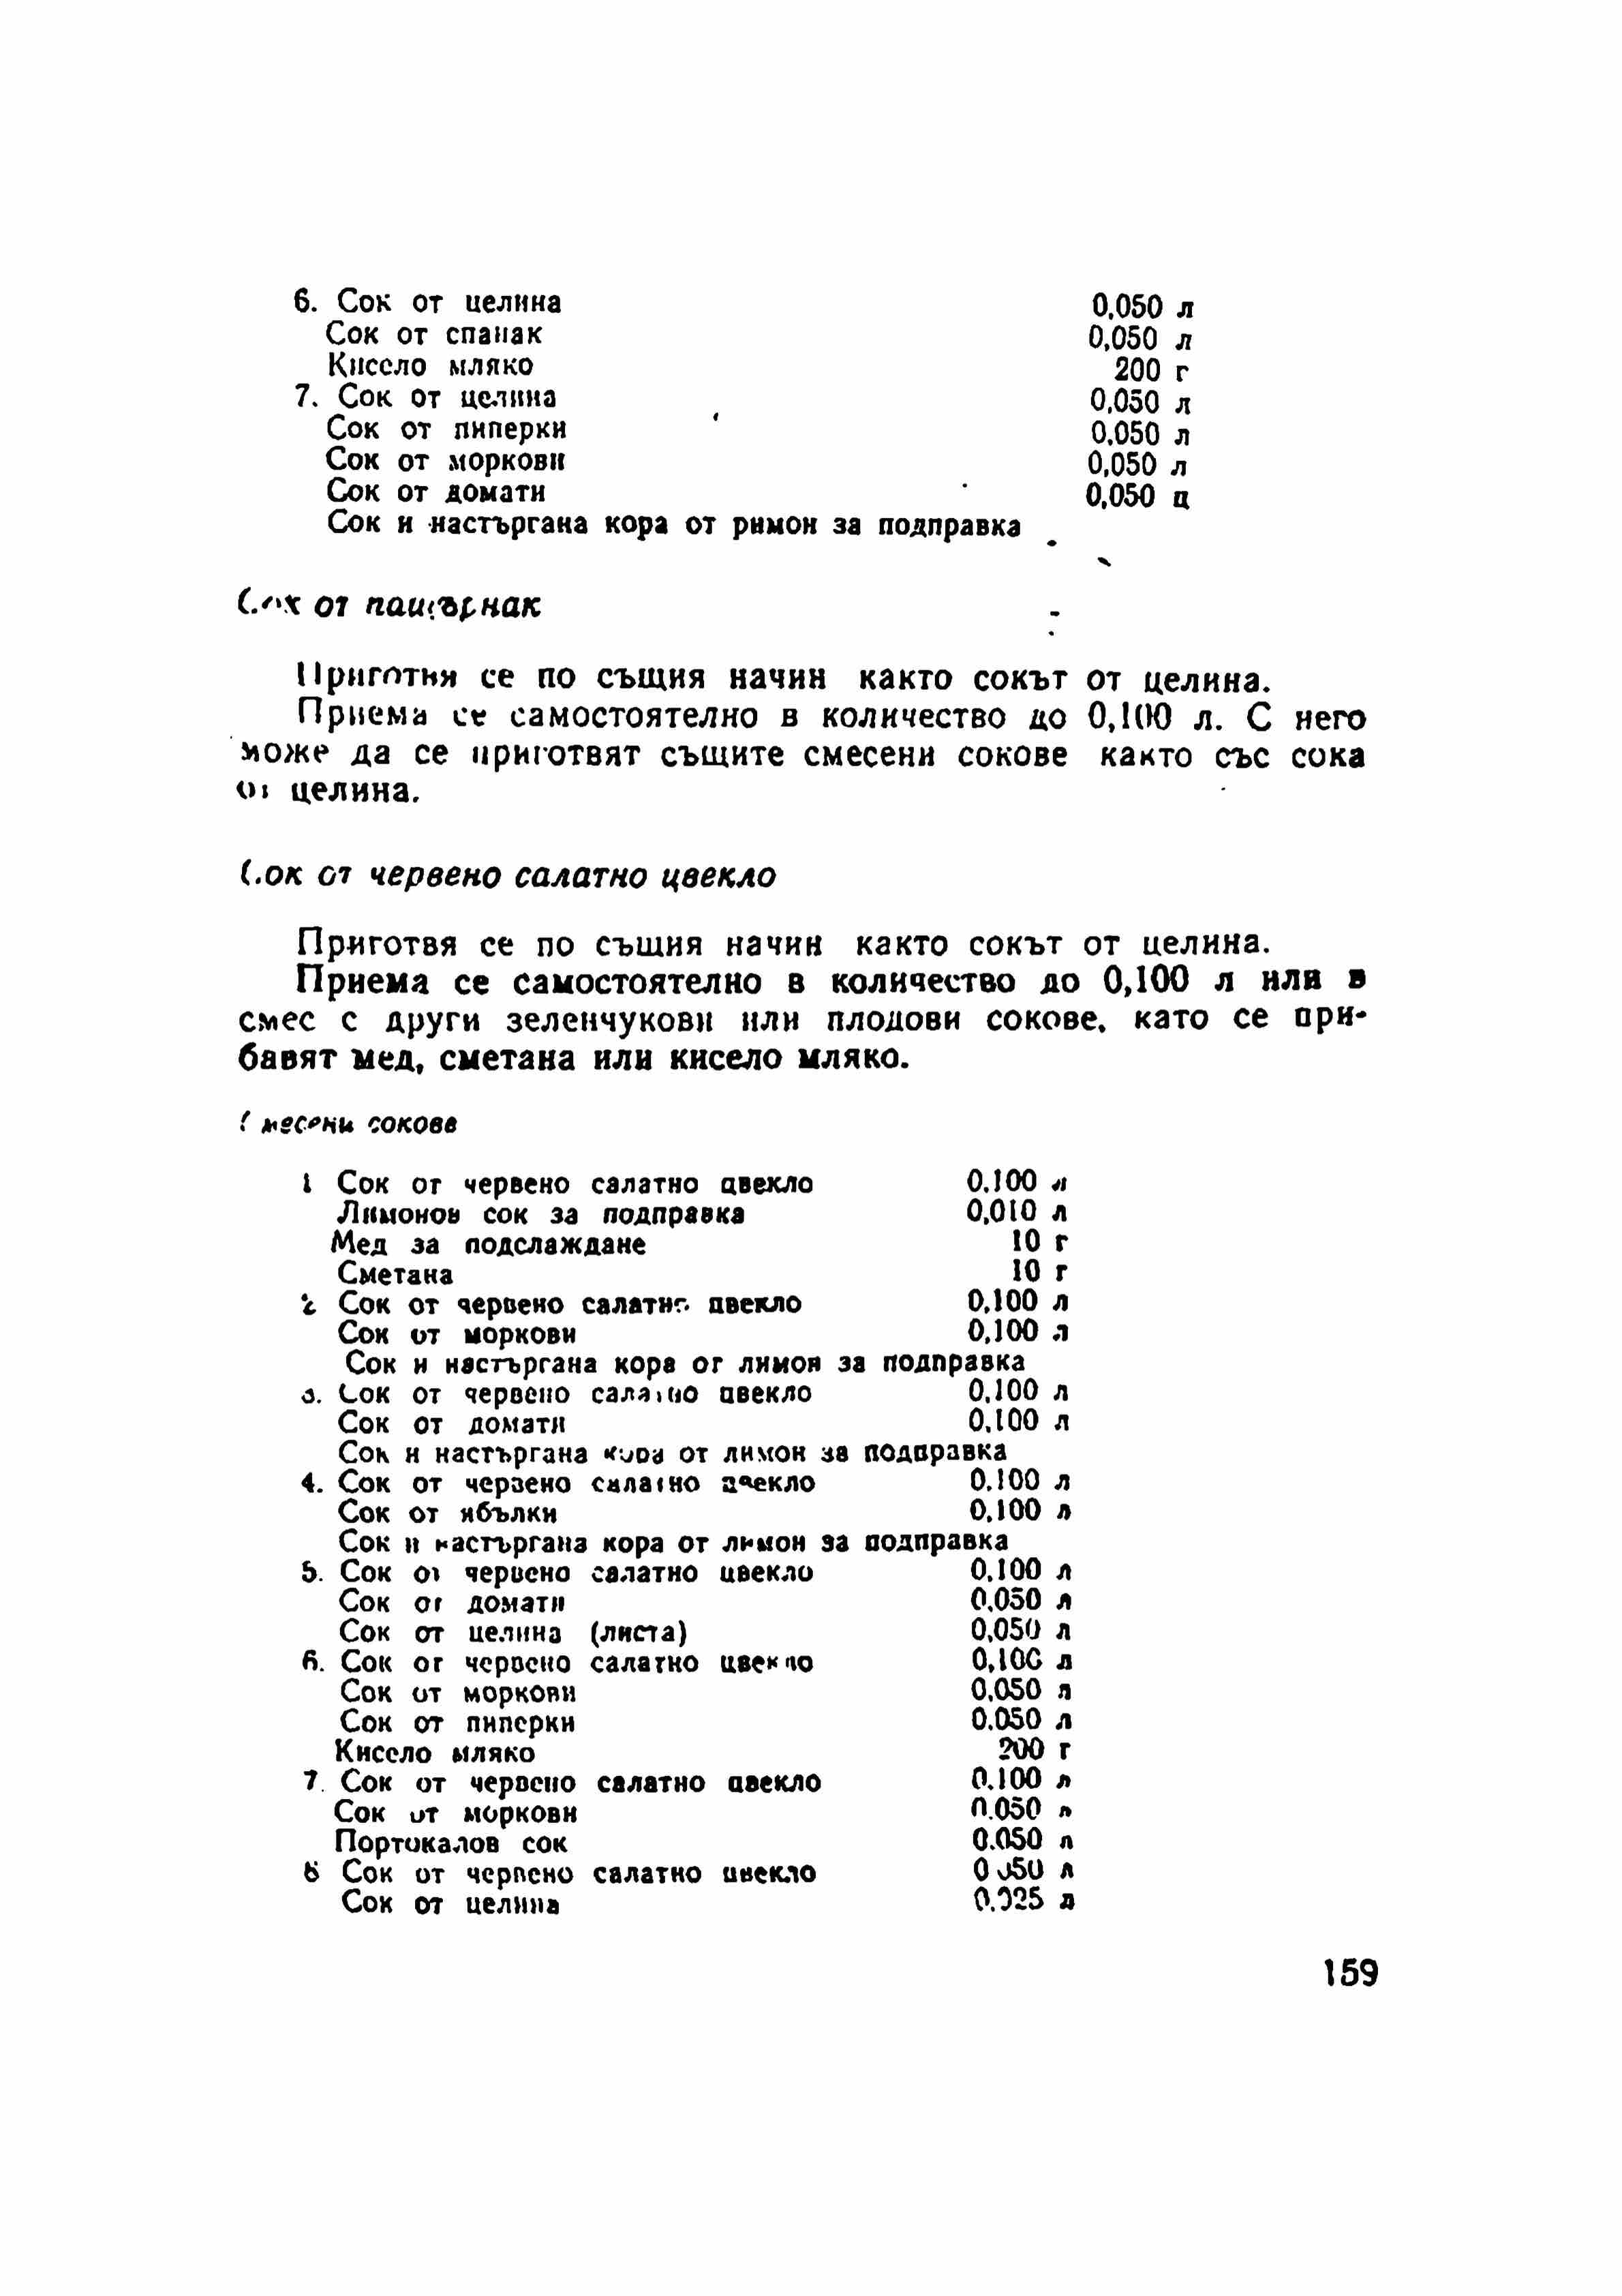 6. Сок от целина 0,050 л
Сок от спанак 0,050 л
Кисело мляко 200 г
7. Сок от целина 0,050 л
Сок от пиперки 0,050 л
Сок от моркови 0,050 л
Сок от домати 0,050 л
Сок и настъргана кора от римон за подправка
Сок от пащърнак
Приготвя се по същия начин както сокът от целина.
Приема се самостоятелно в количество до 0,100 л. С него
може да се приготвят същите смесени сокове както със сока
от целина.
Сок от червено салатно цвекло
Приготвя се по същия начин както сокът от целина.
Приема се самостоятелно в количество до 0,100 л или в
смес с други зеленчукови или плодови сокове, като се при-
бавят мед, сметана или кисело мляко.
Смесени сокове
1 Сок от червено салатно цвекло 0,100 л
Лимонов сок за подправка 0,010 л
Мед за подслаждане 10 г
Сметана 10 г
2 Сок от червено салатно цвекло 0,100 л
Сок от моркови 0,100 л
Сок и настъргана кора от лимон за подправка
3. Сок от червено салатно цвекло 0,100 л
Сок от домати 0,100 л
Сок и настъргана кора от лимон за подправка
4. Сок от червено салатно цвекло 0,100 л
Сок от ябълки 0,100 л
Сок и настъргана кора от лимон за подправка
5. Сок от червено салатно цвекло 0,100 л
Сок от домати 0,050 л
Сок от целина (листа) 0,050 л
6. Сок от червено салатно цвекло 0,100 л
Сок от моркови 0,050 л
Сок от пиперки 0,050 л
Кисело мляко 200 г
7. Сок от червено салатно цвекло 0,100 л
Сок от моркови 0,050 л
Портокалов сок 0,050 л
8 Сок от червено салатно цвекло 0,050 л
Сок от целина 0,025 л
159